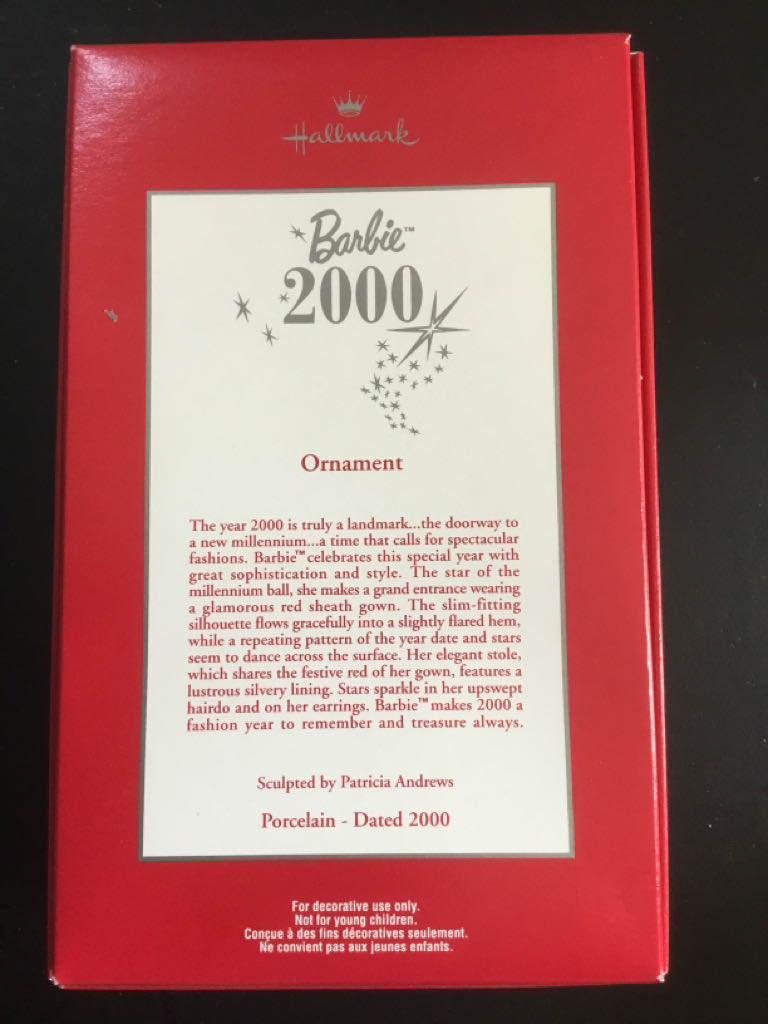 Hallmark
Barbie™
2000
Ornament
The year 2000 is truly a landmark...the doorway to
a new millennium...a time that calls for spectacular
fashions. Barbie™ celebrates this special year with
great sophistication and style. The star of the
millennium ball, she makes a grand entrance wearing
a glamorous red sheath gown. The slim-fitting
silhouette flows gracefully into a slightly flared hem,
while a repeating pattern of the year date and stars
seem to dance across the surface. Her elegant stole,
which shares the festive red of her gown, features a
lustrous silvery lining. Stars sparkle in her upswept
hairdo and on her earrings. Barbie™ makes 2000 a
fashion year to remember and treasure always.
Sculpted by Patricia Andrews
Porcelain - Dated 2000
For decorative use only.
Not for young children.
Conçue à des fins décoratives seulement.
Ne convient pas aux jeunes enfants.